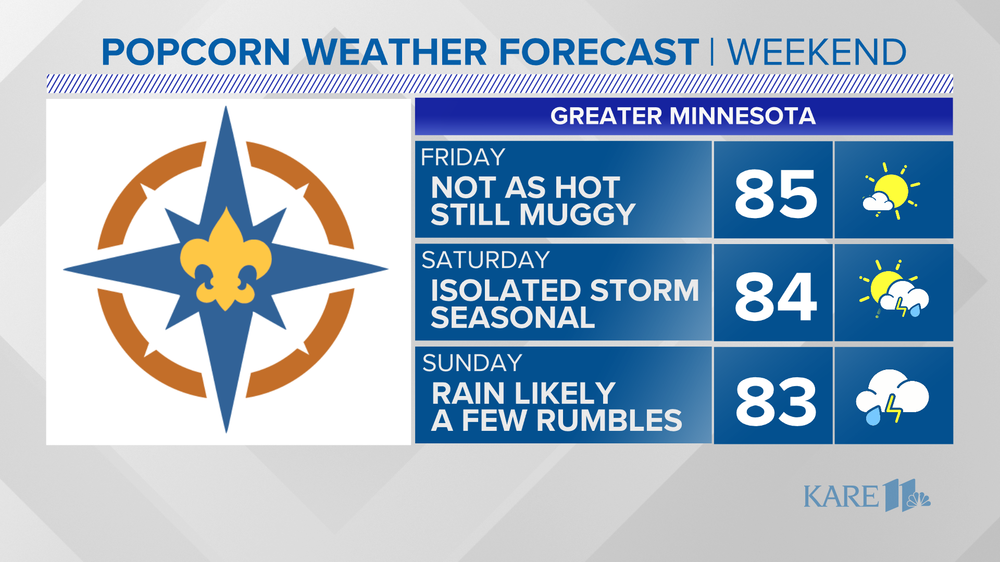 POPCORN WEATHER FORECAST | WEEKEND
GREATER MINNESOTA
FRIDAY
NOT AS HOT
STILL MUGGY
85
SATURDAY
ISOLATED STORM
SEASONAL
84
SUNDAY
RAIN LIKELY
A FEW RUMBLES
83
KARE 11